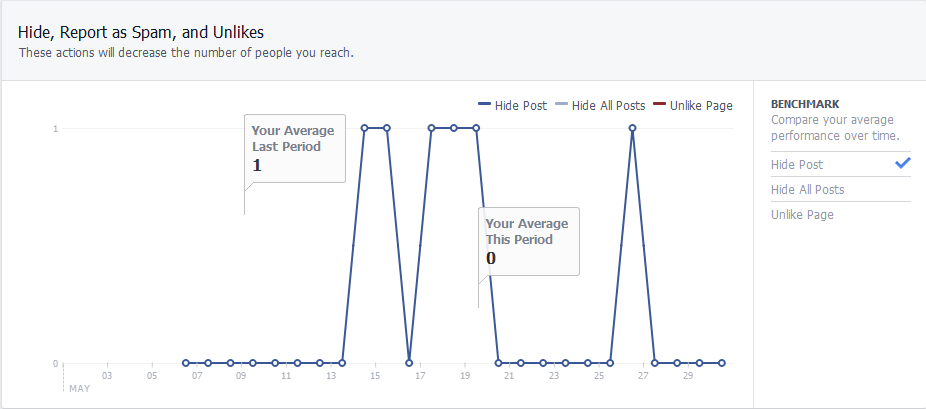 Hide, Report as Spam, and Unlikes
These actions will decrease the number of people you reach.
Hide Post Hide All Posts Unlike Page
1
Your Average
Last Period
1
Your Average
This Period
0
0
03 05 07 09 11 13 15 17 19 21 23 25 27 29
MAY
BENCHMARK
Compare your average
performance over time.
Hide Post
Hide All Posts
Unlike Page